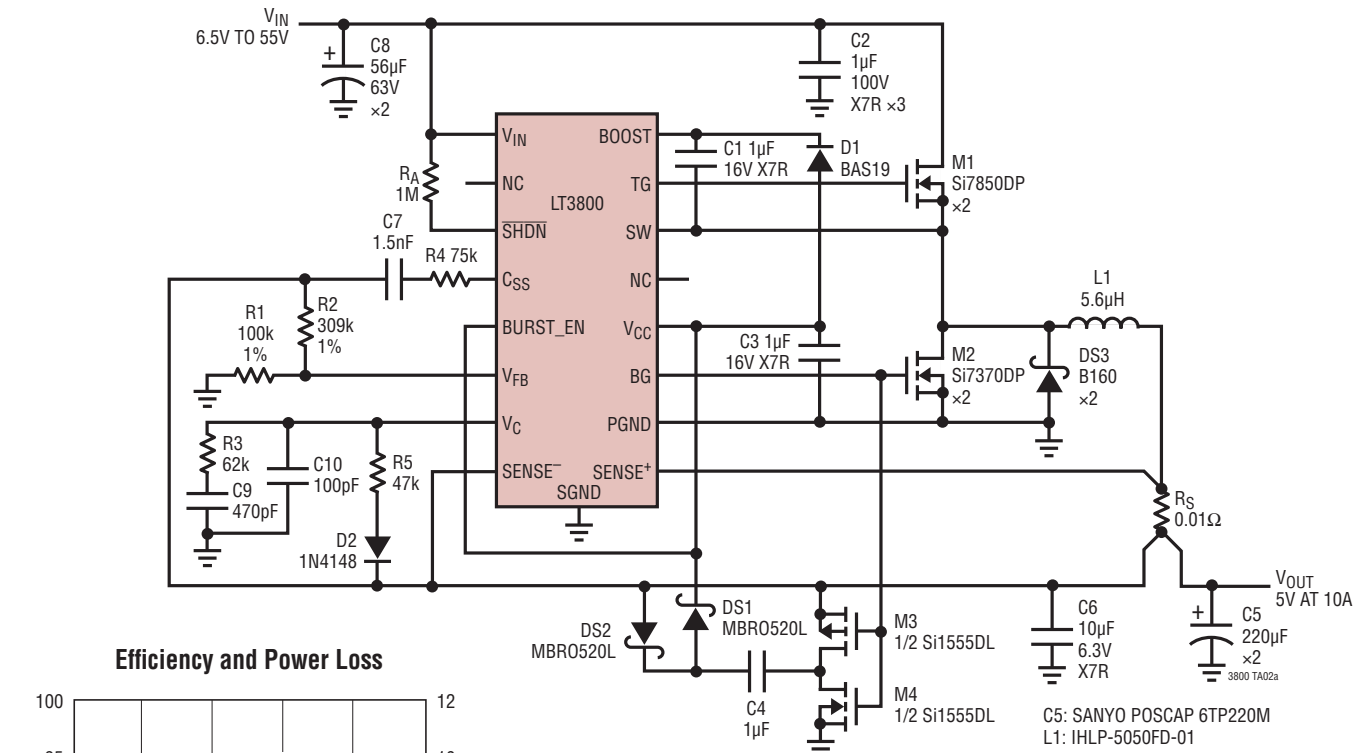 VIN
6.5V TO 55V
+
C8
56µF
63V
×2
C2
1µF
100V
X7R ×3
RA
1M
VIN
NC
SHDN
CSS
BURST_EN
VFB
VC
SENSE–
SGND
LT3800
BOOST
TG
SW
NC
VCC
BG
PGND
SENSE+
C1 1µF
16V X7R
D1
BAS19
M1
Si7850DP
×2
C7
1.5nF
R4 75k
R1
100k
1%
R2
309k
1%
C3 1µF
16V X7R
L1
5.6µH
M2
Si7370DP
×2
DS3
B160
×2
R3
62k
C9
470pF
C10
100pF
R5
47k
D2
1N4148
RS
0.01Ω
DS2
MBRO520L
DS1
MBRO520L
C4
1µF
M3
1/2 Si1555DL
M4
1/2 Si1555DL
C6
10µF
6.3V
X7R
VOUT
5V AT 10A
+
C5
220µF
×2
3800 TA02a
C5: SANYO POSCAP 6TP220M
L1: IHLP-5050FD-01
Efficiency and Power Loss
100
12